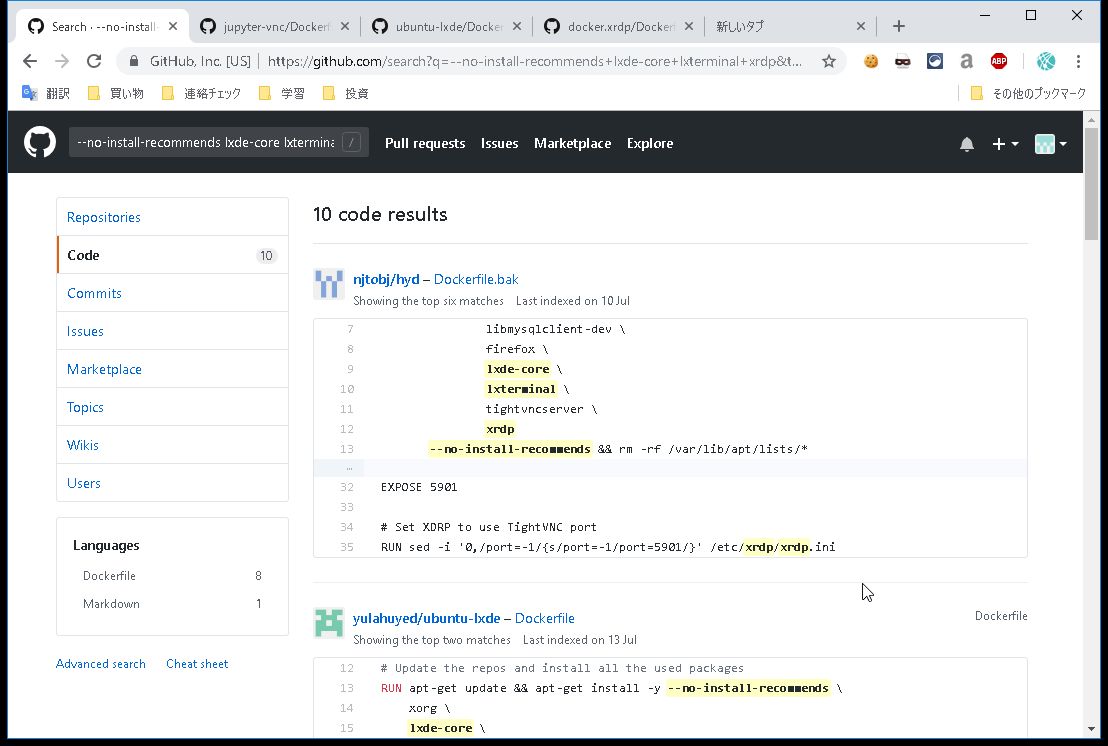 Search · --no-install-
jupyter-vnc/Dockerf
ubuntu-lxde/Docker
docker.xrdp/Docker
新しいタブ
GitHub, Inc. [US] | https://github.com/search?q=--no-install-recommends+lxde-core+lxterminal+xrdp&t...
ABP
翻訳 買い物 連絡チェック 学習 投資 その他のブックマーク
--no-install-recommends lxde-core lxtermina / Pull requests Issues Marketplace Explore
Repositories
Code 10
Commits
Issues
Marketplace
Topics
Wikis
Users
Languages
Dockerfile 8
Markdown 1
Advanced search Cheat sheet
10 code results
njtobj/hyd – Dockerfile.bak
Showing the top six matches Last indexed on 10 Jul
7 libmysqlclient-dev \
8 firefox \
9 lxde-core \
10 lxterminal \
11 tightvncserver \
12 xrdp
13 --no-install-recommends && rm -rf /var/lib/apt/lists/*
…
32 EXPOSE 5901
33
34 # Set XDRP to use TightVNC port
35 RUN sed -i '0,/port=-1/{s/port=-1/port=5901/}' /etc/xrdp/xrdp.ini
yulahuyed/ubuntu-lxde – Dockerfile
Dockerfile
Showing the top two matches Last indexed on 13 Jul
12 # Update the repos and install all the used packages
13 RUN apt-get update && apt-get install -y --no-install-recommends \
14 xorg \
15 lxde-core \